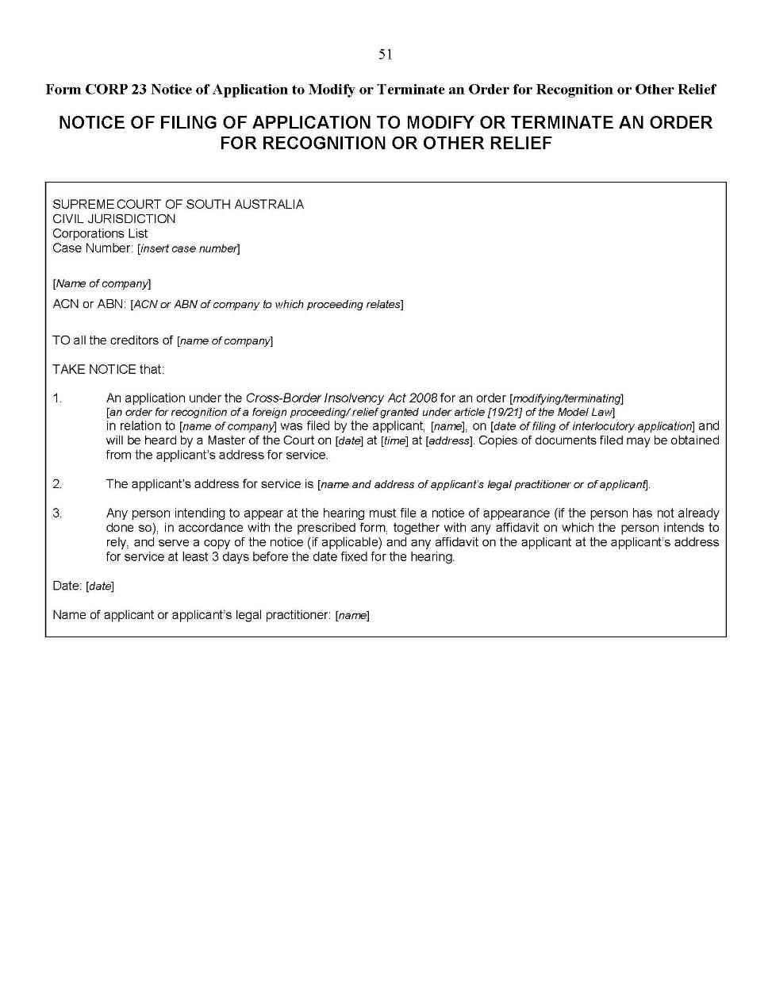 51
Form CORP 23 Notice of Application to Modify or Terminate an Order for Recognition or Other Relief
NOTICE OF FILING OF APPLICATION TO MODIFY OR TERMINATE AN ORDER
FOR RECOGNITION OR OTHER RELIEF
SUPREME COURT OF SOUTH AUSTRALIA
CIVIL JURISDICTION
Corporations List
Case Number: [insert case number]
[Name of company]
ACN or ABN: [ACN or ABN of company to which proceeding relates]
TO all the creditors of [name of company]
TAKE NOTICE that:
1. An application under the Cross-Border Insolvency Act 2008 for an order [modifying/terminating]
[an order for recognition of a foreign proceeding/ relief granted under article [19/21] of the Model Law]
in relation to [name of company] was filed by the applicant, [name], on [date of filing of interlocutory application] and
will be heard by a Master of the Court on [date] at [time] at [address]. Copies of documents filed may be obtained
from the applicant's address for service.
2. The applicant's address for service is [name and address of applicant's legal practitioner or of applicant].
3. Any person intending to appear at the hearing must file a notice of appearance (if the person has not already
done so), in accordance with the prescribed form, together with any affidavit on which the person intends to
rely, and serve a copy of the notice (if applicable) and any affidavit on the applicant at the applicant's address
for service at least 3 days before the date fixed for the hearing.
Date: [date]
Name of applicant or applicant's legal practitioner: [name]